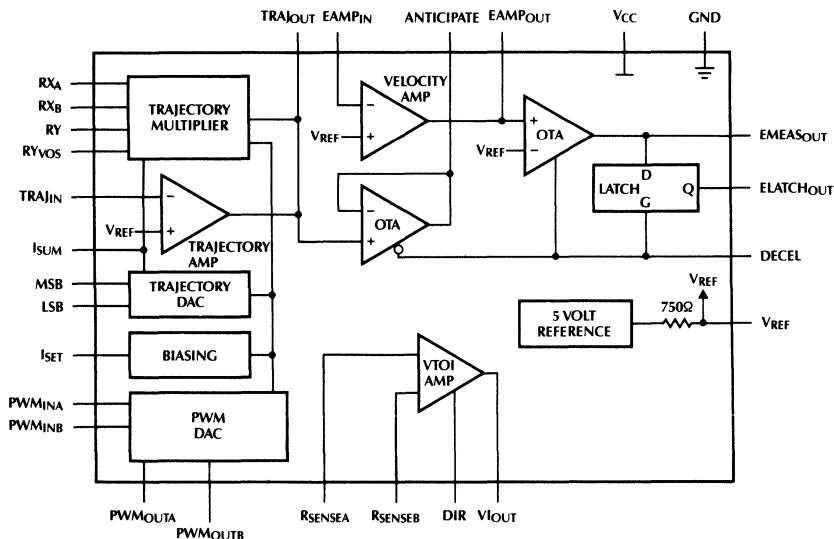 TRAJOUT EAMPIN ANTICIPATE EAMPOUT VCC GND
RXA
RXB
RY
RYVOS
TRAJIN
ISUM
MSB
LSB
ISET
PWMINA
PWMINB
TRAJECTORY
MULTIPLIER
−
+
VREF
TRAJECTORY
AMP
TRAJECTORY
DAC
BIASING
PWM
DAC
VELOCITY
AMP
−
+
VREF
−
+
OTA
+
−
OTA
VREF
D
LATCH Q
G
5 VOLT
REFERENCE
750Ω
VREF
VTOI
AMP
EMEASOUT
ELATCHOUT
DECEL
VREF
PWMOUTA
PWMOUTB
RSENSEA RSENSEB DIR VIOUT